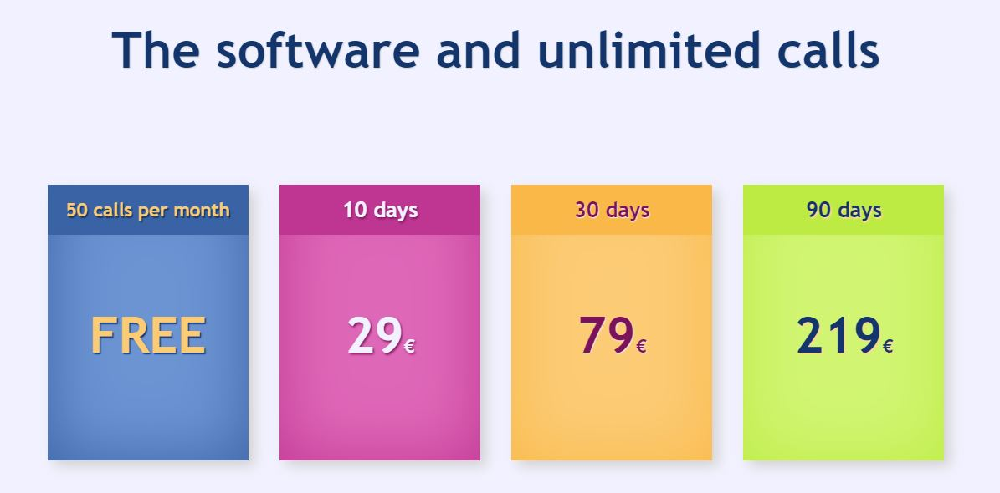 The software and unlimited calls
50 calls per month
10 days
30 days
90 days
FREE
29€
79€
219€